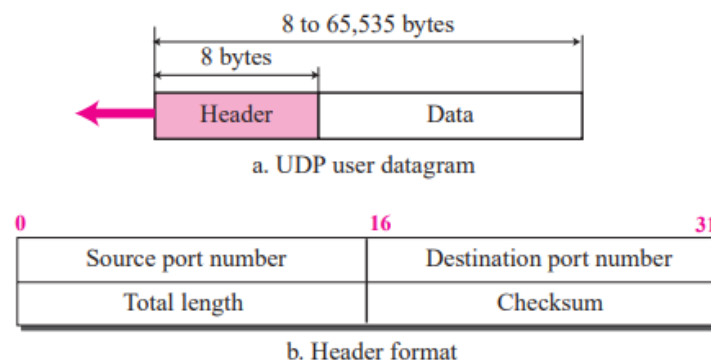 8 to 65,535 bytes
8 bytes
Header Data
a. UDP user datagram
0 16 31
Source port number Destination port number
Total length Checksum
b. Header format